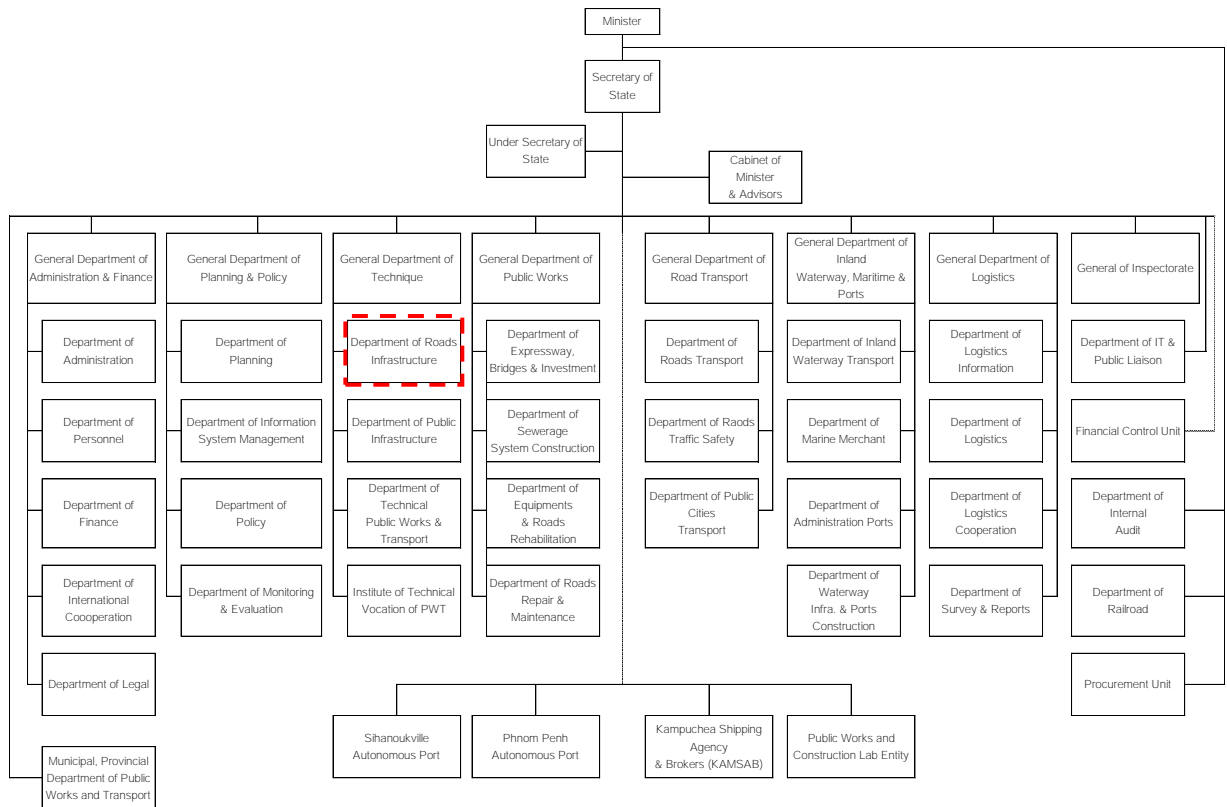 Minister
Secretary of
State
Under Secretary of
State
Cabinet of
Minister
& Advisors
General Department of
Administration & Finance
General Department of
Planning & Policy
General Department of
Technique
General Department of
Public Works
General Department of
Road Transport
General Department of
Inland
Waterway, Maritime &
Ports
General Department of
Logistics
General of Inspectorate
Department of
Administration
Department of
Planning
Department of Roads
Infrastructure
Department of
Expressway,
Bridges & Investment
Department of
Roads Transport
Department of Inland
Waterway Transport
Department of
Logistics
Information
Department of IT &
Public Liaison
Department of
Personnel
Department of Information
System Management
Department of Public
Infrastructure
Department of
Sewerage
System Construction
Department of Raods
Traffic Safety
Department of
Marine Merchant
Department of
Logistics
Financial Control Unit
Department of
Finance
Department of
Policy
Department of
Technical
Public Works &
Transport
Department of
Equipments
& Roads
Rehabilitation
Department of Public
Cities
Transport
Department of
Administration Ports
Department of
Logistics
Cooperation
Department of
Internal
Audit
Department of
International
Coooperation
Department of Monitoring
& Evaluation
Institute of Technical
Vocation of PWT
Department of Roads
Repair &
Maintenance
Department of
Waterway
Infra. & Ports
Construction
Department of
Survey & Reports
Department of
Railroad
Department of Legal
Procurement Unit
Sihanoukville
Autonomous Port
Phnom Penh
Autonomous Port
Kampuchea Shipping
Agency
& Brokers (KAMSAB)
Public Works and
Construction Lab Entity
Municipal, Provincial
Department of Public
Works and Transport